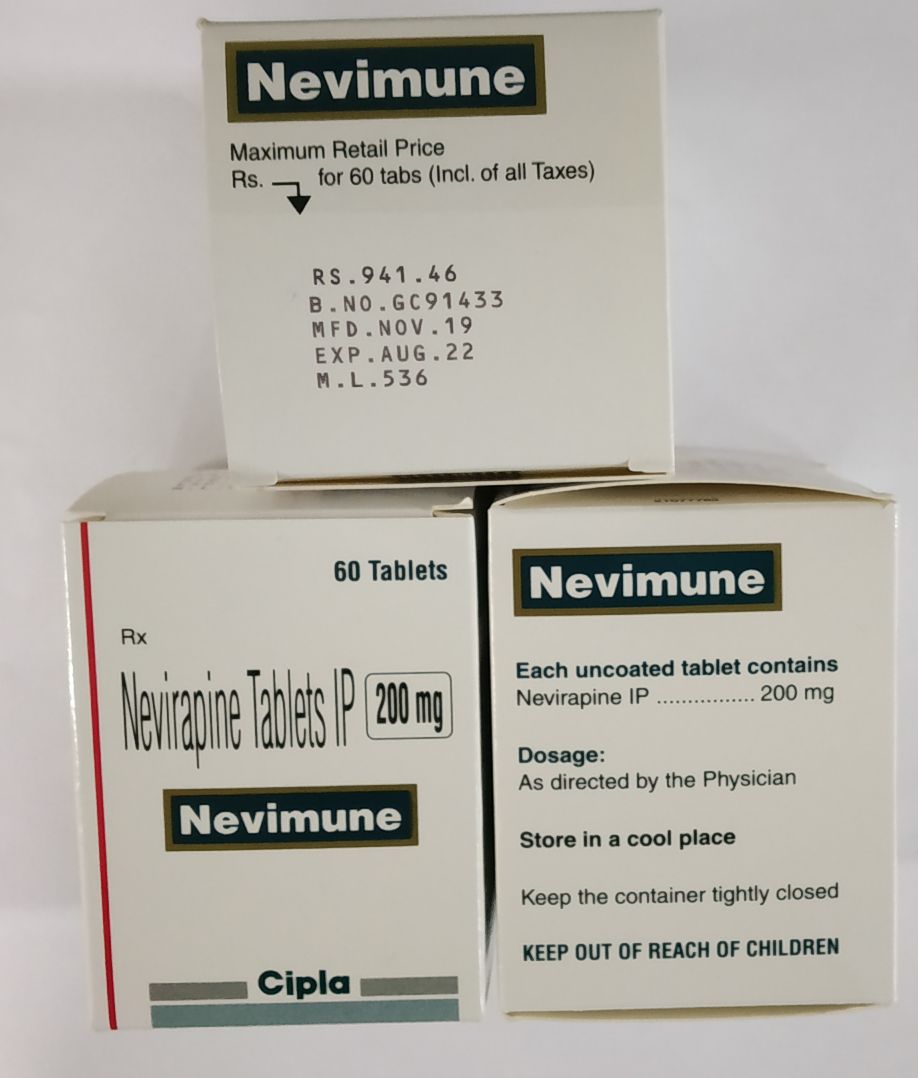 Nevimune
Maximum Retail Price
Rs. for 60 tabs (Incl. of all Taxes)
RS.941.46
B.NO.GC91433
MFD.NOV.19
EXP.AUG.22
M.L.536
60 Tablets
Rx
Nevirapine Tablets IP 200 mg
Nevimune
Cipla
Nevimune
Each uncoated tablet contains
Nevirapine IP ................ 200 mg
Dosage:
As directed by the Physician
Store in a cool place
Keep the container tightly closed
KEEP OUT OF REACH OF CHILDREN